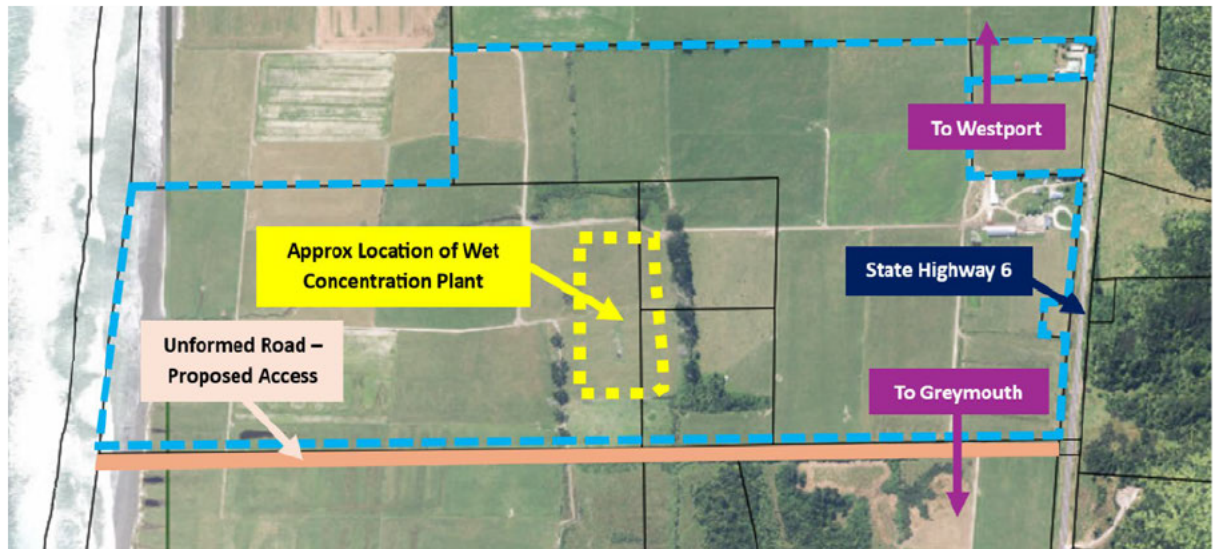 To Westport
Approx Location of Wet
Concentration Plant
State Highway 6
Unformed Road –
Proposed Access
To Greymouth